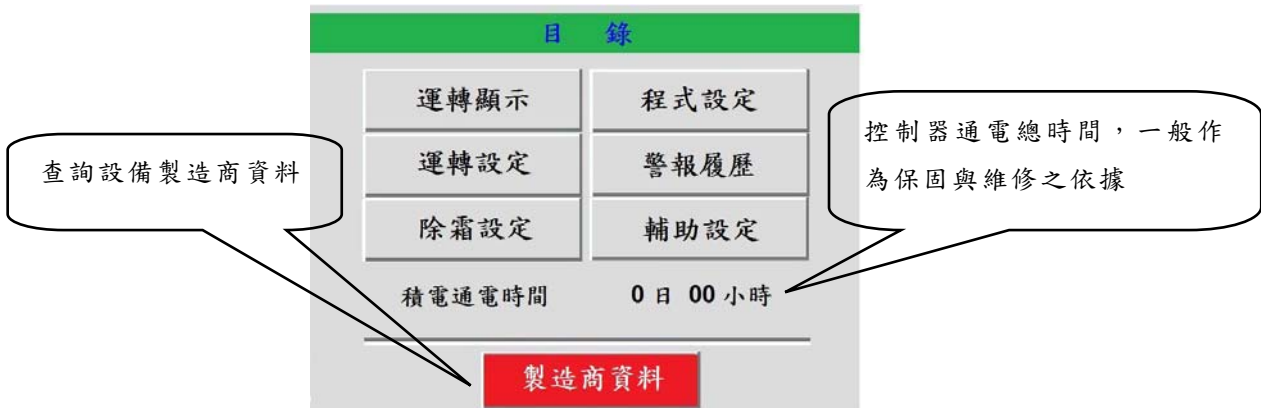 目 錄
運轉顯示 程式設定
運轉設定 警報履歷
除霜設定 輔助設定
積電通電時間 0日 00小時
製造商資料
查詢設備製造商資料
控制器通電總時間，一般作
為保固與維修之依據